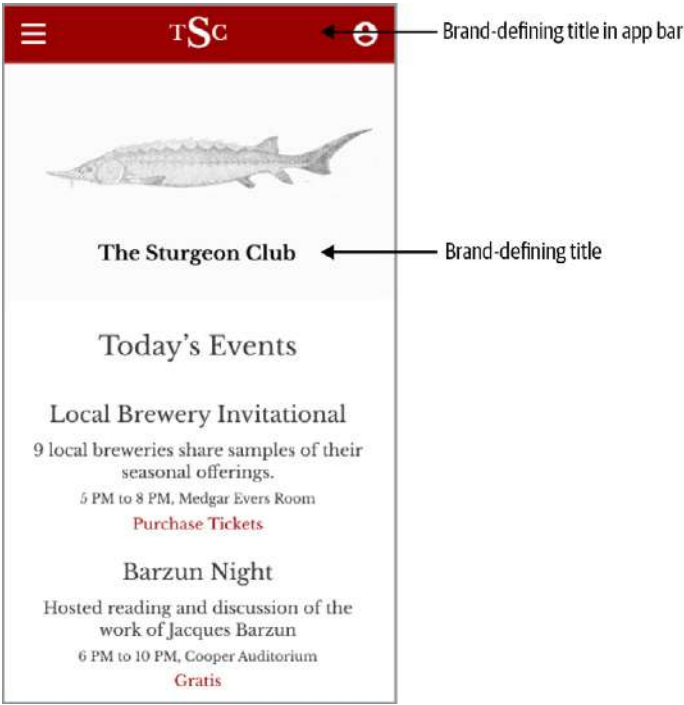 TSC
Brand-defining title in app bar
The Sturgeon Club
Brand-defining title
Today's Events
Local Brewery Invitational
9 local breweries share samples of their
seasonal offerings.
5 PM to 8 PM, Medgar Evers Room
Purchase Tickets
Barzun Night
Hosted reading and discussion of the
work of Jacques Barzun
6 PM to 10 PM, Cooper Auditorium
Gratis